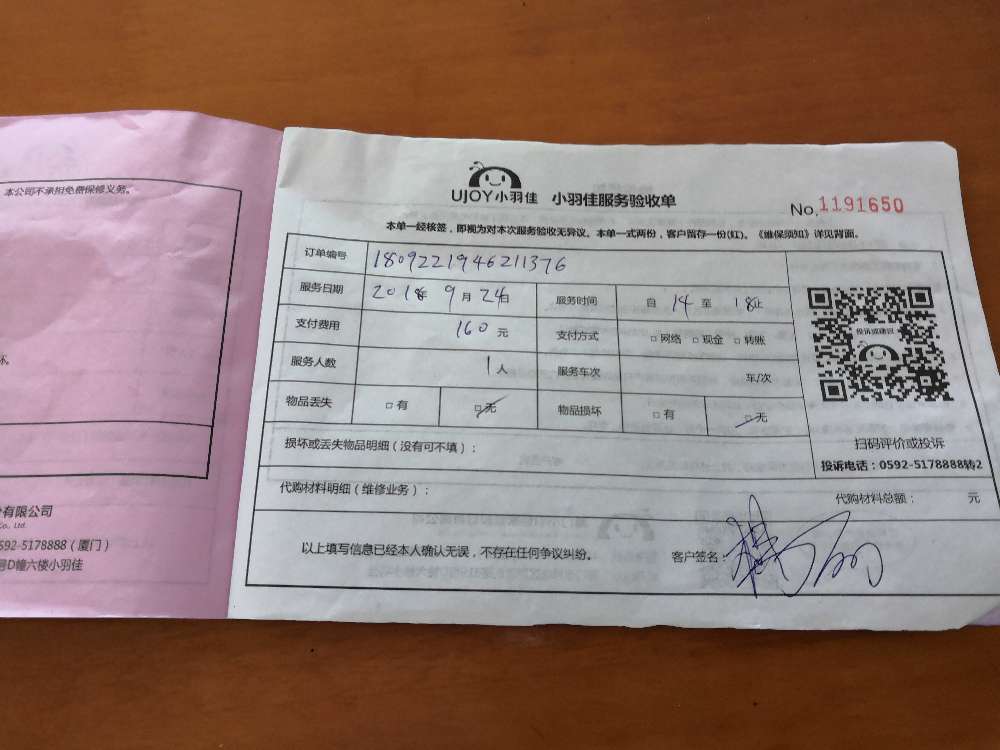 本公司不承担免费保修义务。
坏。
份有限公司
Co., Ltd.
592-5178888（厦门）
号D幢六楼小羽佳
UJOY小羽佳 小羽佳服务验收单
No.1191650
本单一经核签，即视为对本次服务验收无异议。本单一式两份，客户留存一份(红)。《维保须知》详见背面。
订单编号 1809221946211376
服务日期 2018年 9月 24日 服务时间 自 14 至 18止
支付费用 160 元 支付方式 □网络 □现金 □转账
服务人数 1人 服务车次 车/次
物品丢失 □有 □无 物品损坏 □有 □无
投诉或建议
扫码评价或投诉
投诉电话：0592-5178888转2
损坏或丢失物品明细（没有可不填）：
代购材料明细（维修业务）： 代购材料总额： 元
以上填写信息已经本人确认无误，不存在任何争议纠纷。 客户签名：